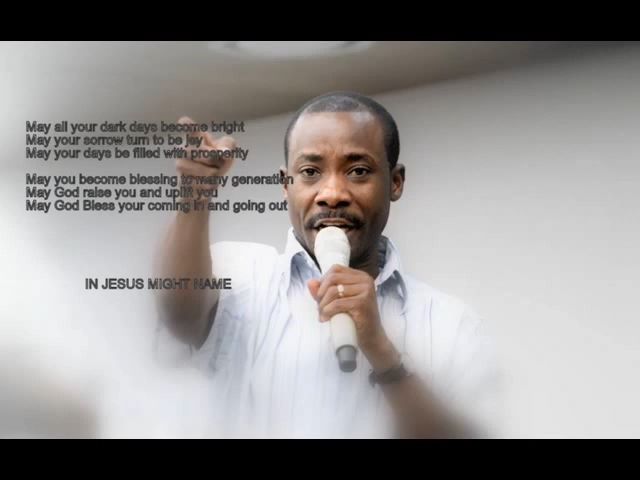 May all your dark days become bright
May your sorrow turn to be joy
May your days be filled with prosperity
May you become blessing to many generation
May God raise you and uplift you
May God Bless your coming in and going out
IN JESUS MIGHT NAME